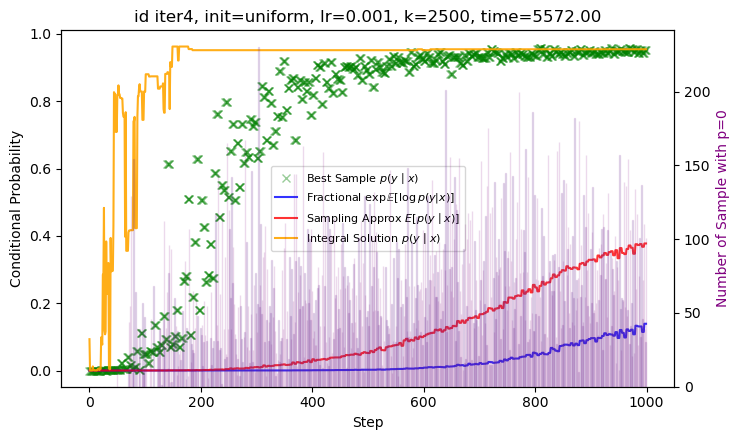 id iter4, init=uniform, lr=0.001, k=2500, time=5572.00
Conditional Probability
1.0
0.8
0.6
0.4
0.2
0.0
Best Sample p(y | x)
Fractional exp𝔼[log p(y|x)]
Sampling Approx E[p(y | x)]
Integral Solution p(y | x)
200
150
100
50
0
Number of Sample with p=0
0
200
400
600
800
1000
Step